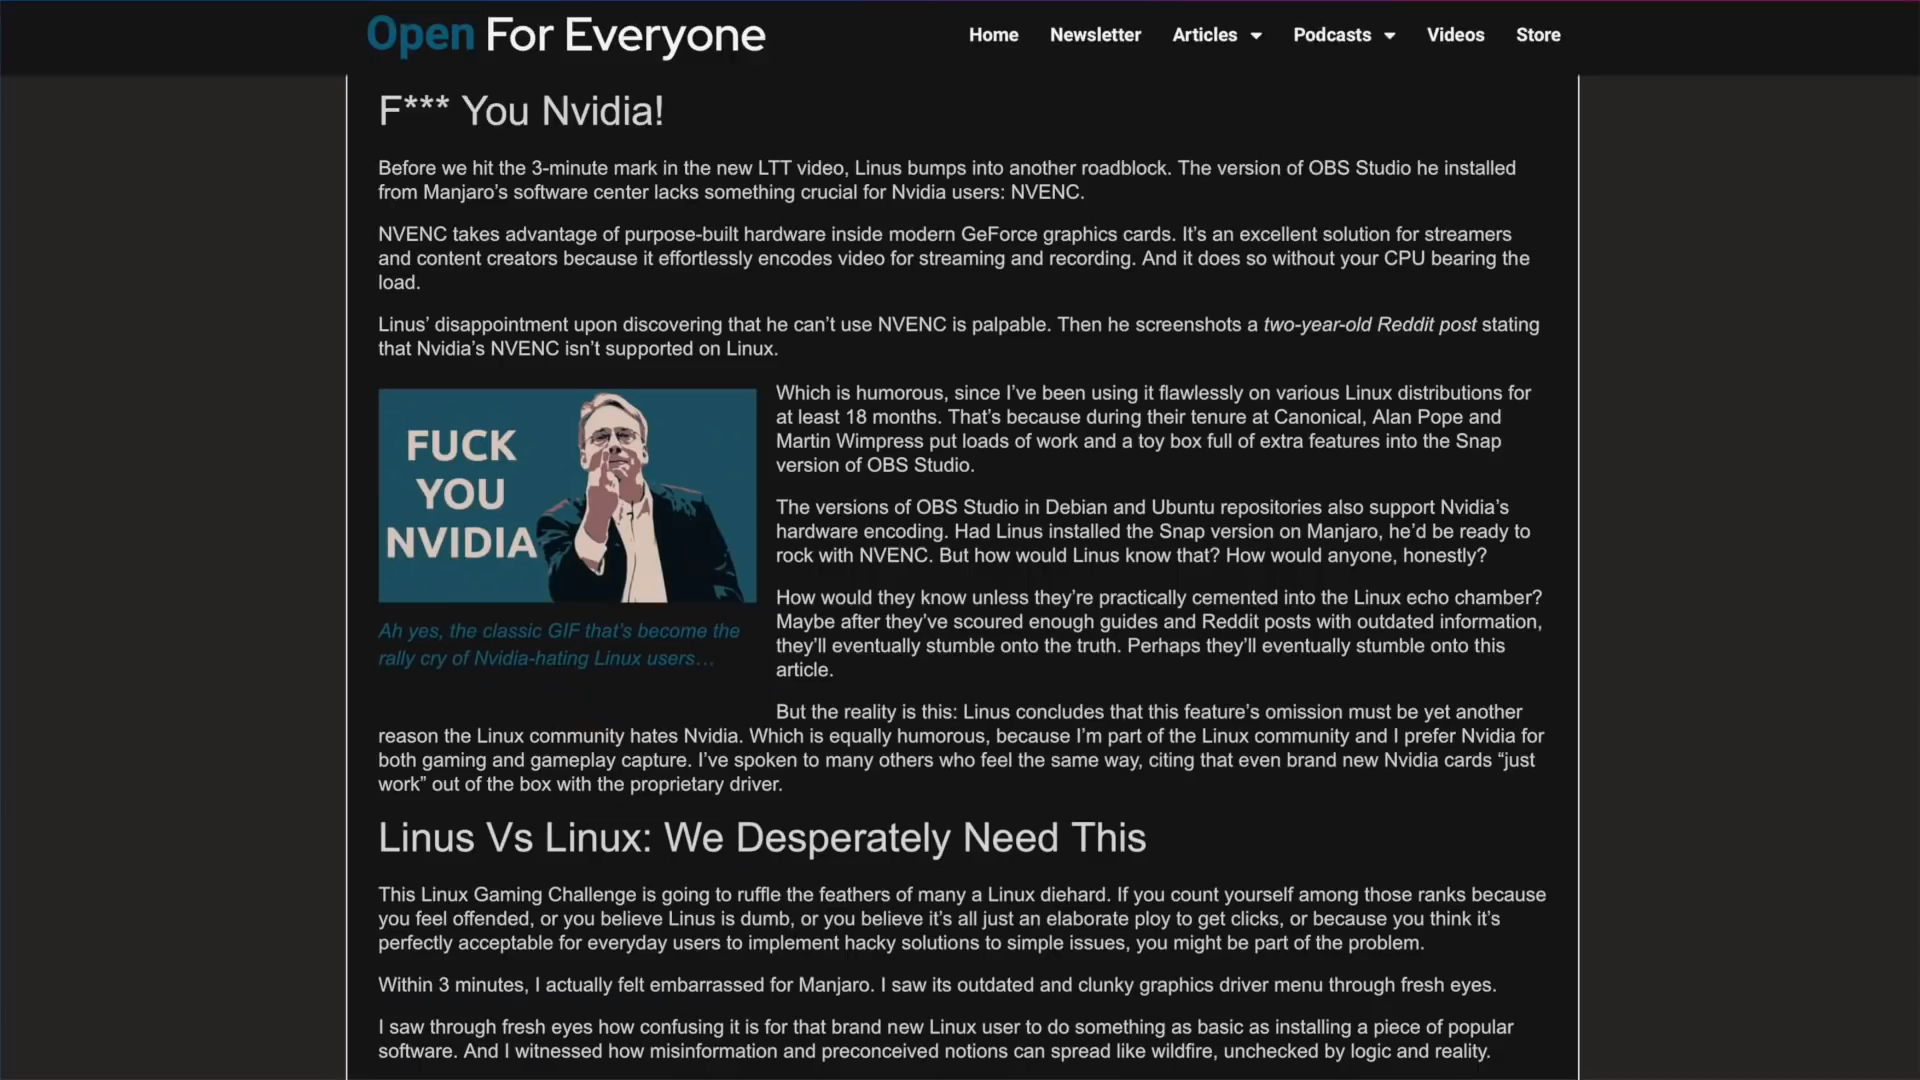 Open For Everyone
Home Newsletter Articles Podcasts Videos Store
F*** You Nvidia!
Before we hit the 3-minute mark in the new LTT video, Linus bumps into another roadblock. The version of OBS Studio he installed
from Manjaro’s software center lacks something crucial for Nvidia users: NVENC.
NVENC takes advantage of purpose-built hardware inside modern GeForce graphics cards. It’s an excellent solution for streamers
and content creators because it effortlessly encodes video for streaming and recording. And it does so without your CPU bearing the
load.
Linus’ disappointment upon discovering that he can’t use NVENC is palpable. Then he screenshots a two-year-old Reddit post stating
that Nvidia’s NVENC isn’t supported on Linux.
FUCK
YOU
NVIDIA
Ah yes, the classic GIF that’s become the
rally cry of Nvidia-hating Linux users…
Which is humorous, since I’ve been using it flawlessly on various Linux distributions for
at least 18 months. That’s because during their tenure at Canonical, Alan Pope and
Martin Wimpress put loads of work and a toy box full of extra features into the Snap
version of OBS Studio.
The versions of OBS Studio in Debian and Ubuntu repositories also support Nvidia’s
hardware encoding. Had Linus installed the Snap version on Manjaro, he’d be ready to
rock with NVENC. But how would Linus know that? How would anyone, honestly?
How would they know unless they’re practically cemented into the Linux echo chamber?
Maybe after they’ve scoured enough guides and Reddit posts with outdated information,
they’ll eventually stumble onto the truth. Perhaps they’ll eventually stumble onto this
article.
But the reality is this: Linus concludes that this feature’s omission must be yet another
reason the Linux community hates Nvidia. Which is equally humorous, because I’m part of the Linux community and I prefer Nvidia for
both gaming and gameplay capture. I’ve spoken to many others who feel the same way, citing that even brand new Nvidia cards “just
work” out of the box with the proprietary driver.
Linus Vs Linux: We Desperately Need This
This Linux Gaming Challenge is going to ruffle the feathers of many a Linux diehard. If you count yourself among those ranks because
you feel offended, or you believe Linus is dumb, or you believe it’s all just an elaborate ploy to get clicks, or because you think it’s
perfectly acceptable for everyday users to implement hacky solutions to simple issues, you might be part of the problem.
Within 3 minutes, I actually felt embarrassed for Manjaro. I saw its outdated and clunky graphics driver menu through fresh eyes.
I saw through fresh eyes how confusing it is for that brand new Linux user to do something as basic as installing a piece of popular
software. And I witnessed how misinformation and preconceived notions can spread like wildfire, unchecked by logic and reality.